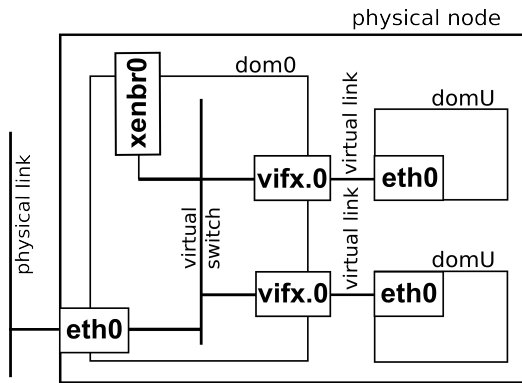 physical node
dom0
xenbr0
virtual link
domU
physical link
vifx.0
eth0
virtual
switch
virtual link
domU
vifx.0
eth0
eth0